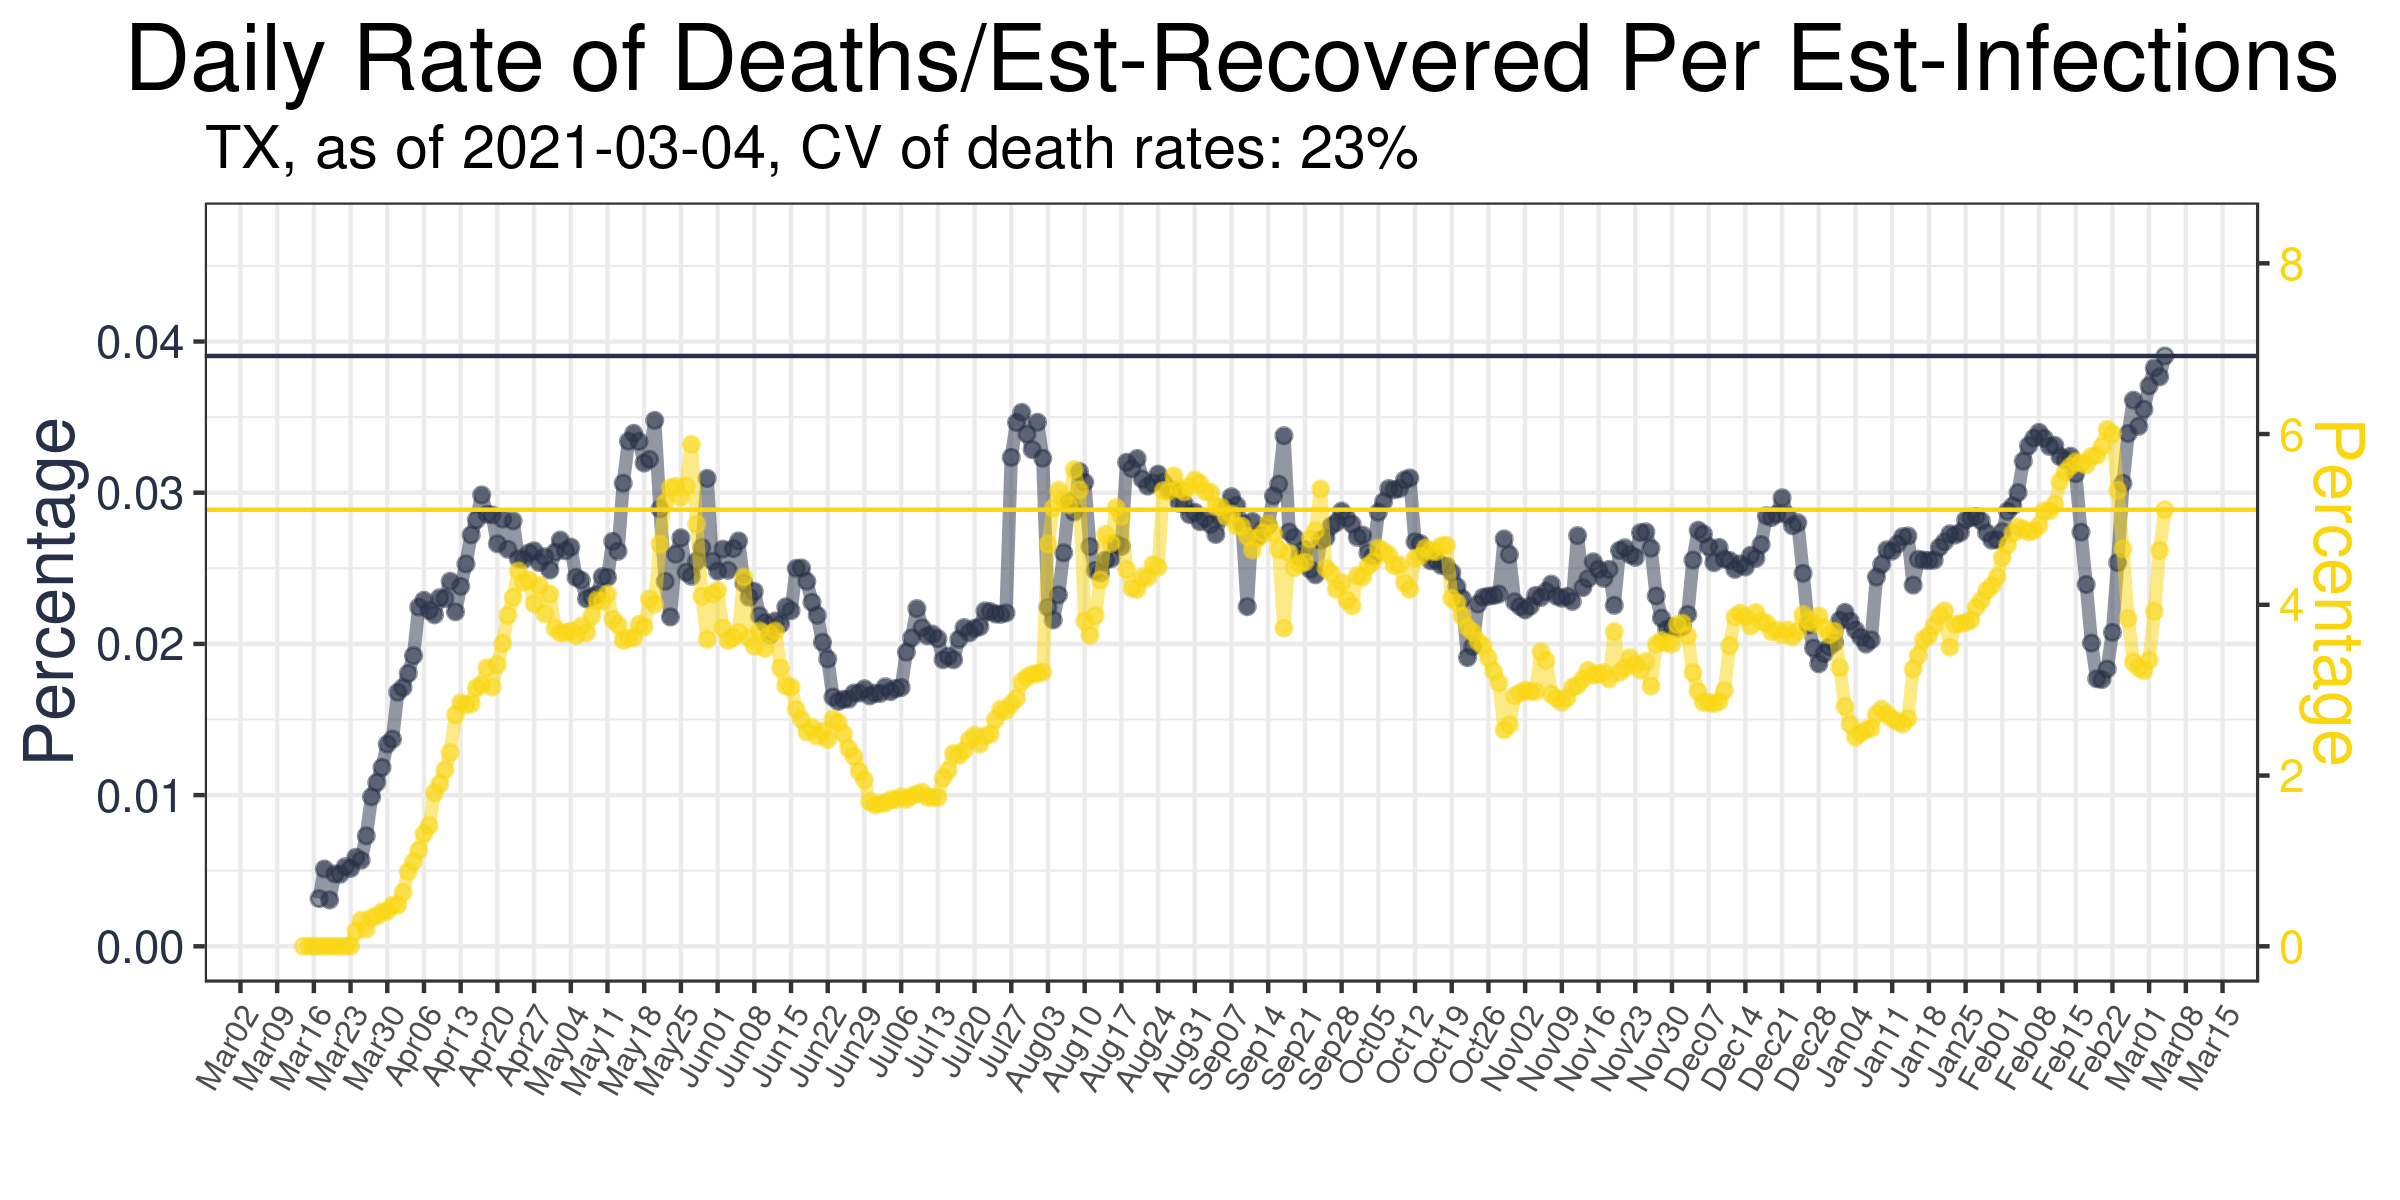 Daily Rate of Deaths/Est-Recovered Per Est-Infections
TX, as of 2021-03-04, CV of death rates: 23%
Percentage
0.04
0.03
0.02
0.01
0.00
8
6
4
2
0
Percentage
Mar02
Mar09
Mar16
Mar23
Mar30
Apr06
Apr13
Apr20
Apr27
May04
May11
May18
May25
Jun01
Jun08
Jun15
Jun22
Jun29
Jul06
Jul13
Jul20
Jul27
Aug03
Aug10
Aug17
Aug24
Aug31
Sep07
Sep14
Sep21
Sep28
Oct05
Oct12
Oct19
Oct26
Nov02
Nov09
Nov16
Nov23
Nov30
Dec07
Dec14
Dec21
Dec28
Jan04
Jan11
Jan18
Jan25
Feb01
Feb08
Feb15
Feb22
Mar01
Mar08
Mar15